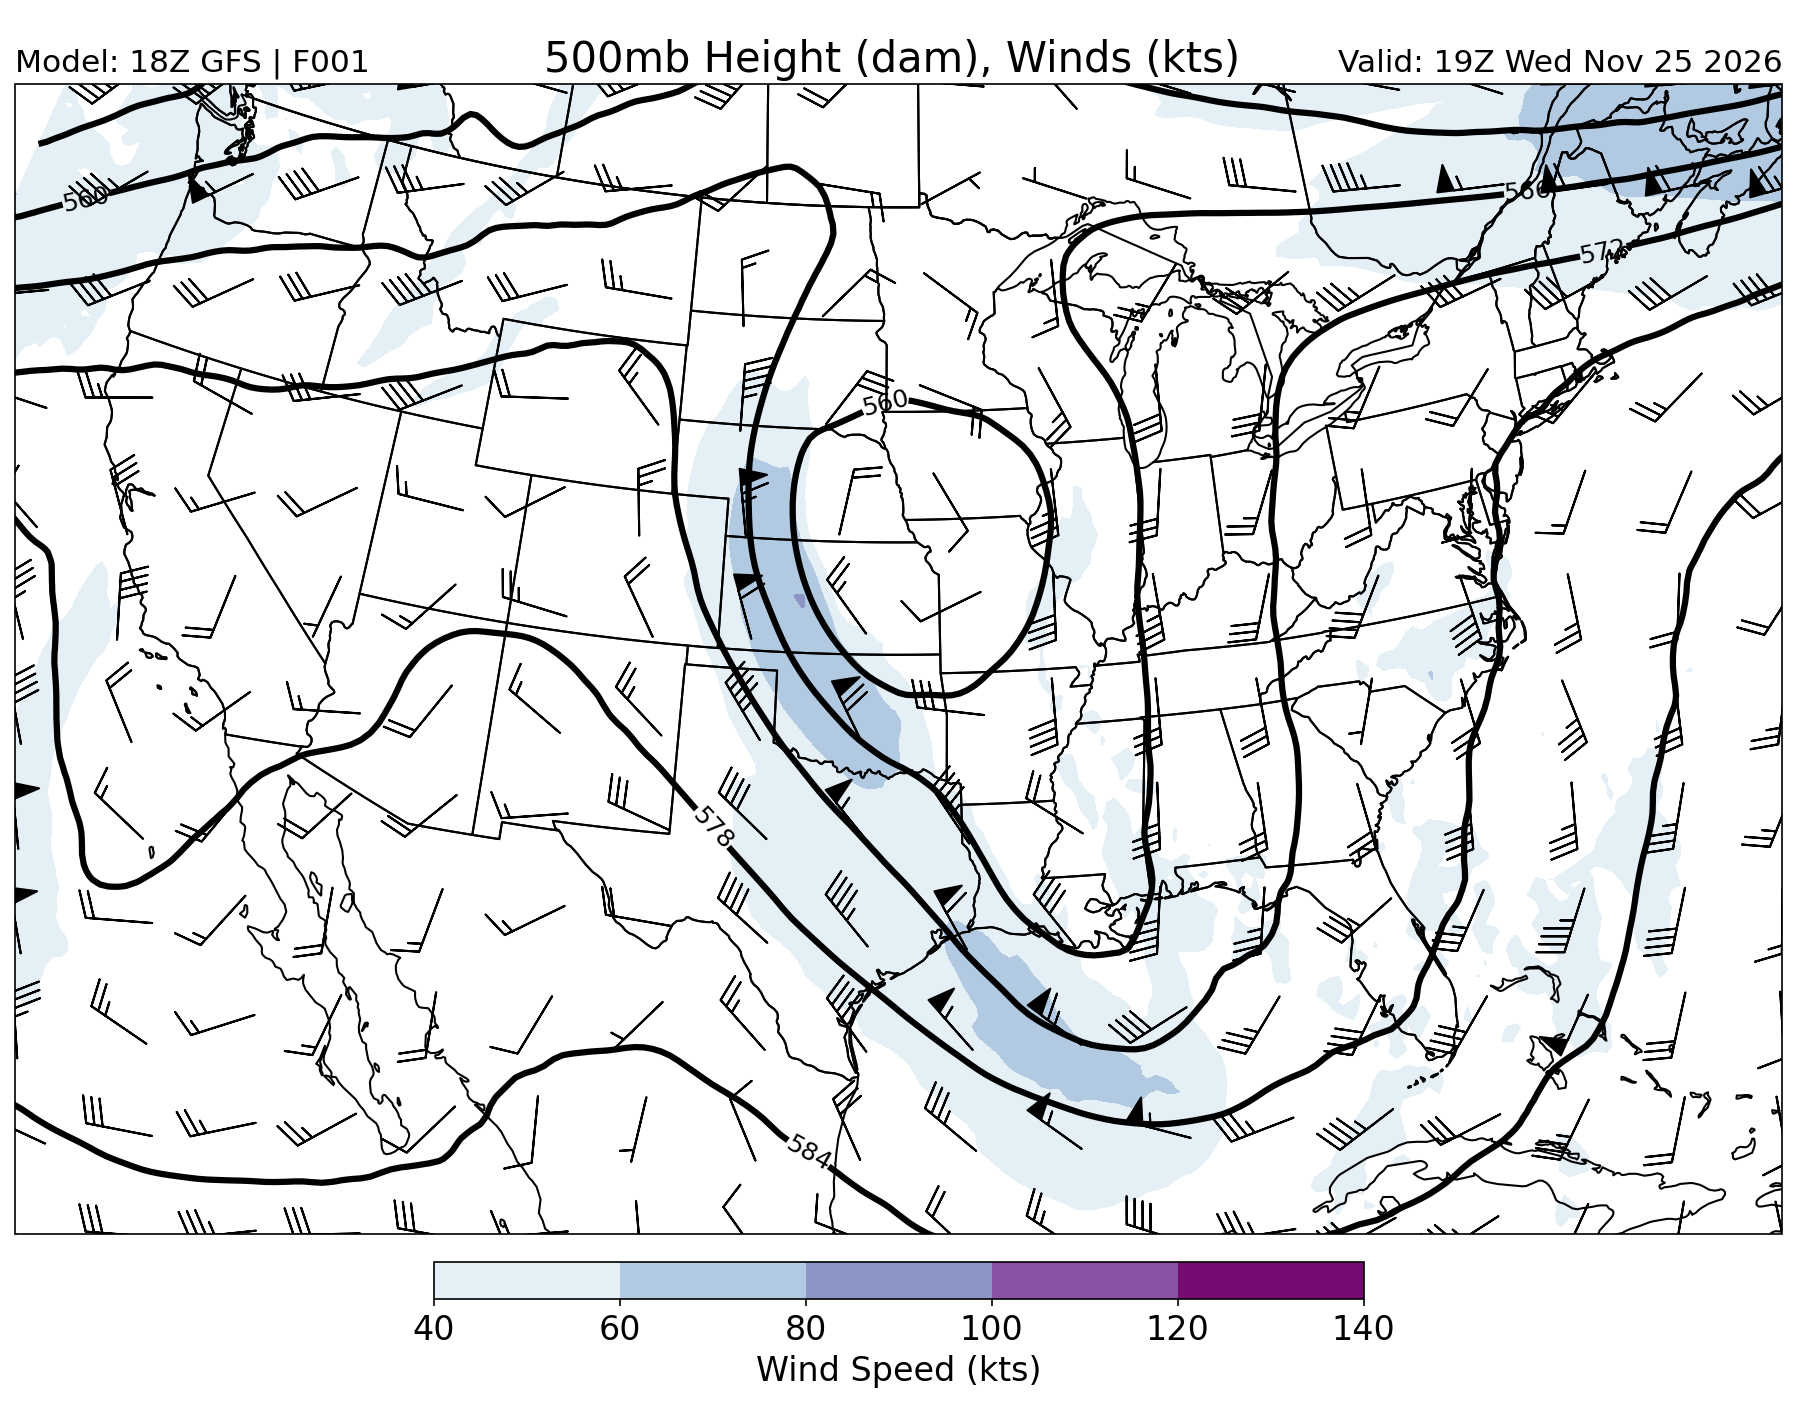 Model: 18Z GFS | F001
500mb Height (dam), Winds (kts)
Valid: 19Z Wed Nov 25 2026
560
566
572
560
578
584
40 60 80 100 120 140
Wind Speed (kts)